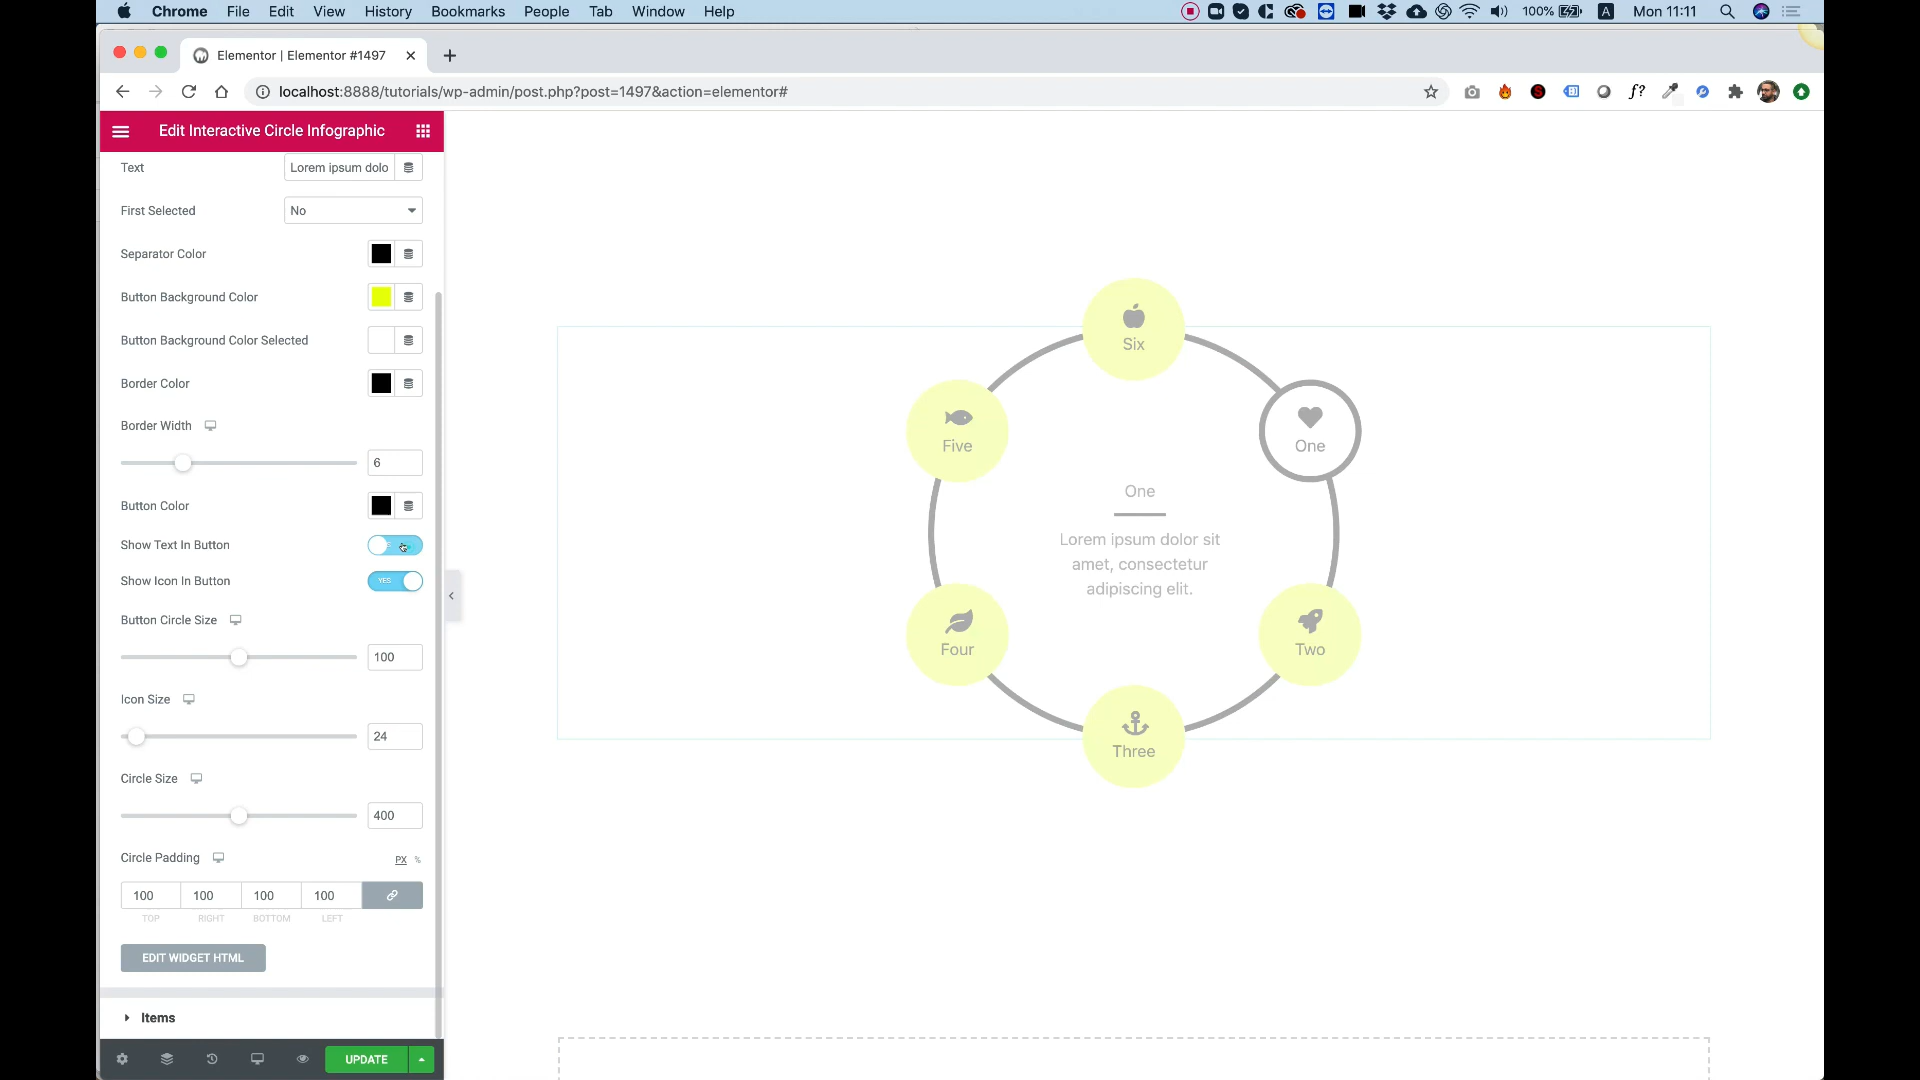 Chrome File Edit View History Bookmarks People Tab Window Help 100% A Mon 11:11
Elementor | Elementor #1497
localhost:8888/tutorials/wp-admin/post.php?post=1497&action=elementor# S f?
Edit Interactive Circle Infographic
Text Lorem ipsum dolo
First Selected No
Separator Color
Button Background Color
Button Background Color Selected
Border Color
Border Width
6
Button Color
Show Text In Button
Show Icon In Button YES
Button Circle Size
100
Icon Size
24
Circle Size
400
Circle Padding PX %
100 100 100 100
TOP RIGHT BOTTOM LEFT
EDIT WIDGET HTML
Items
UPDATE
Six
Five
One
One
Lorem ipsum dolor sit
amet, consectetur
adipiscing elit.
Four
Two
Three